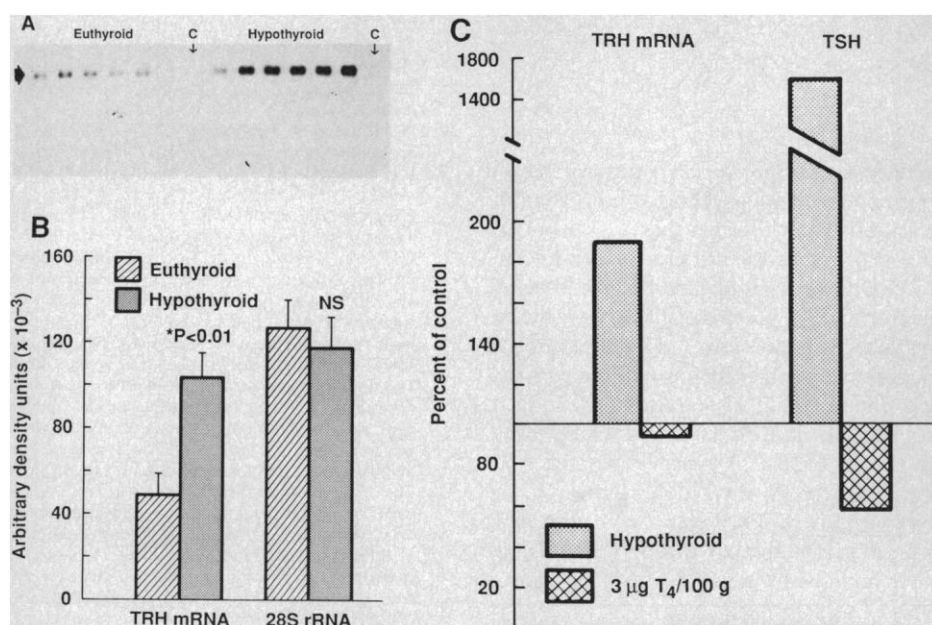 A
Euthyroid
C
Hypothyroid
C
B
Arbitrary density units (x 10⁻³)
160
120
80
40
0
Euthyroid
Hypothyroid
*P<0.01
NS
TRH mRNA
28S rRNA
C
TRH mRNA
TSH
Percent of control
1800
1400
200
140
80
20
Hypothyroid
3 μg T₄/100 g